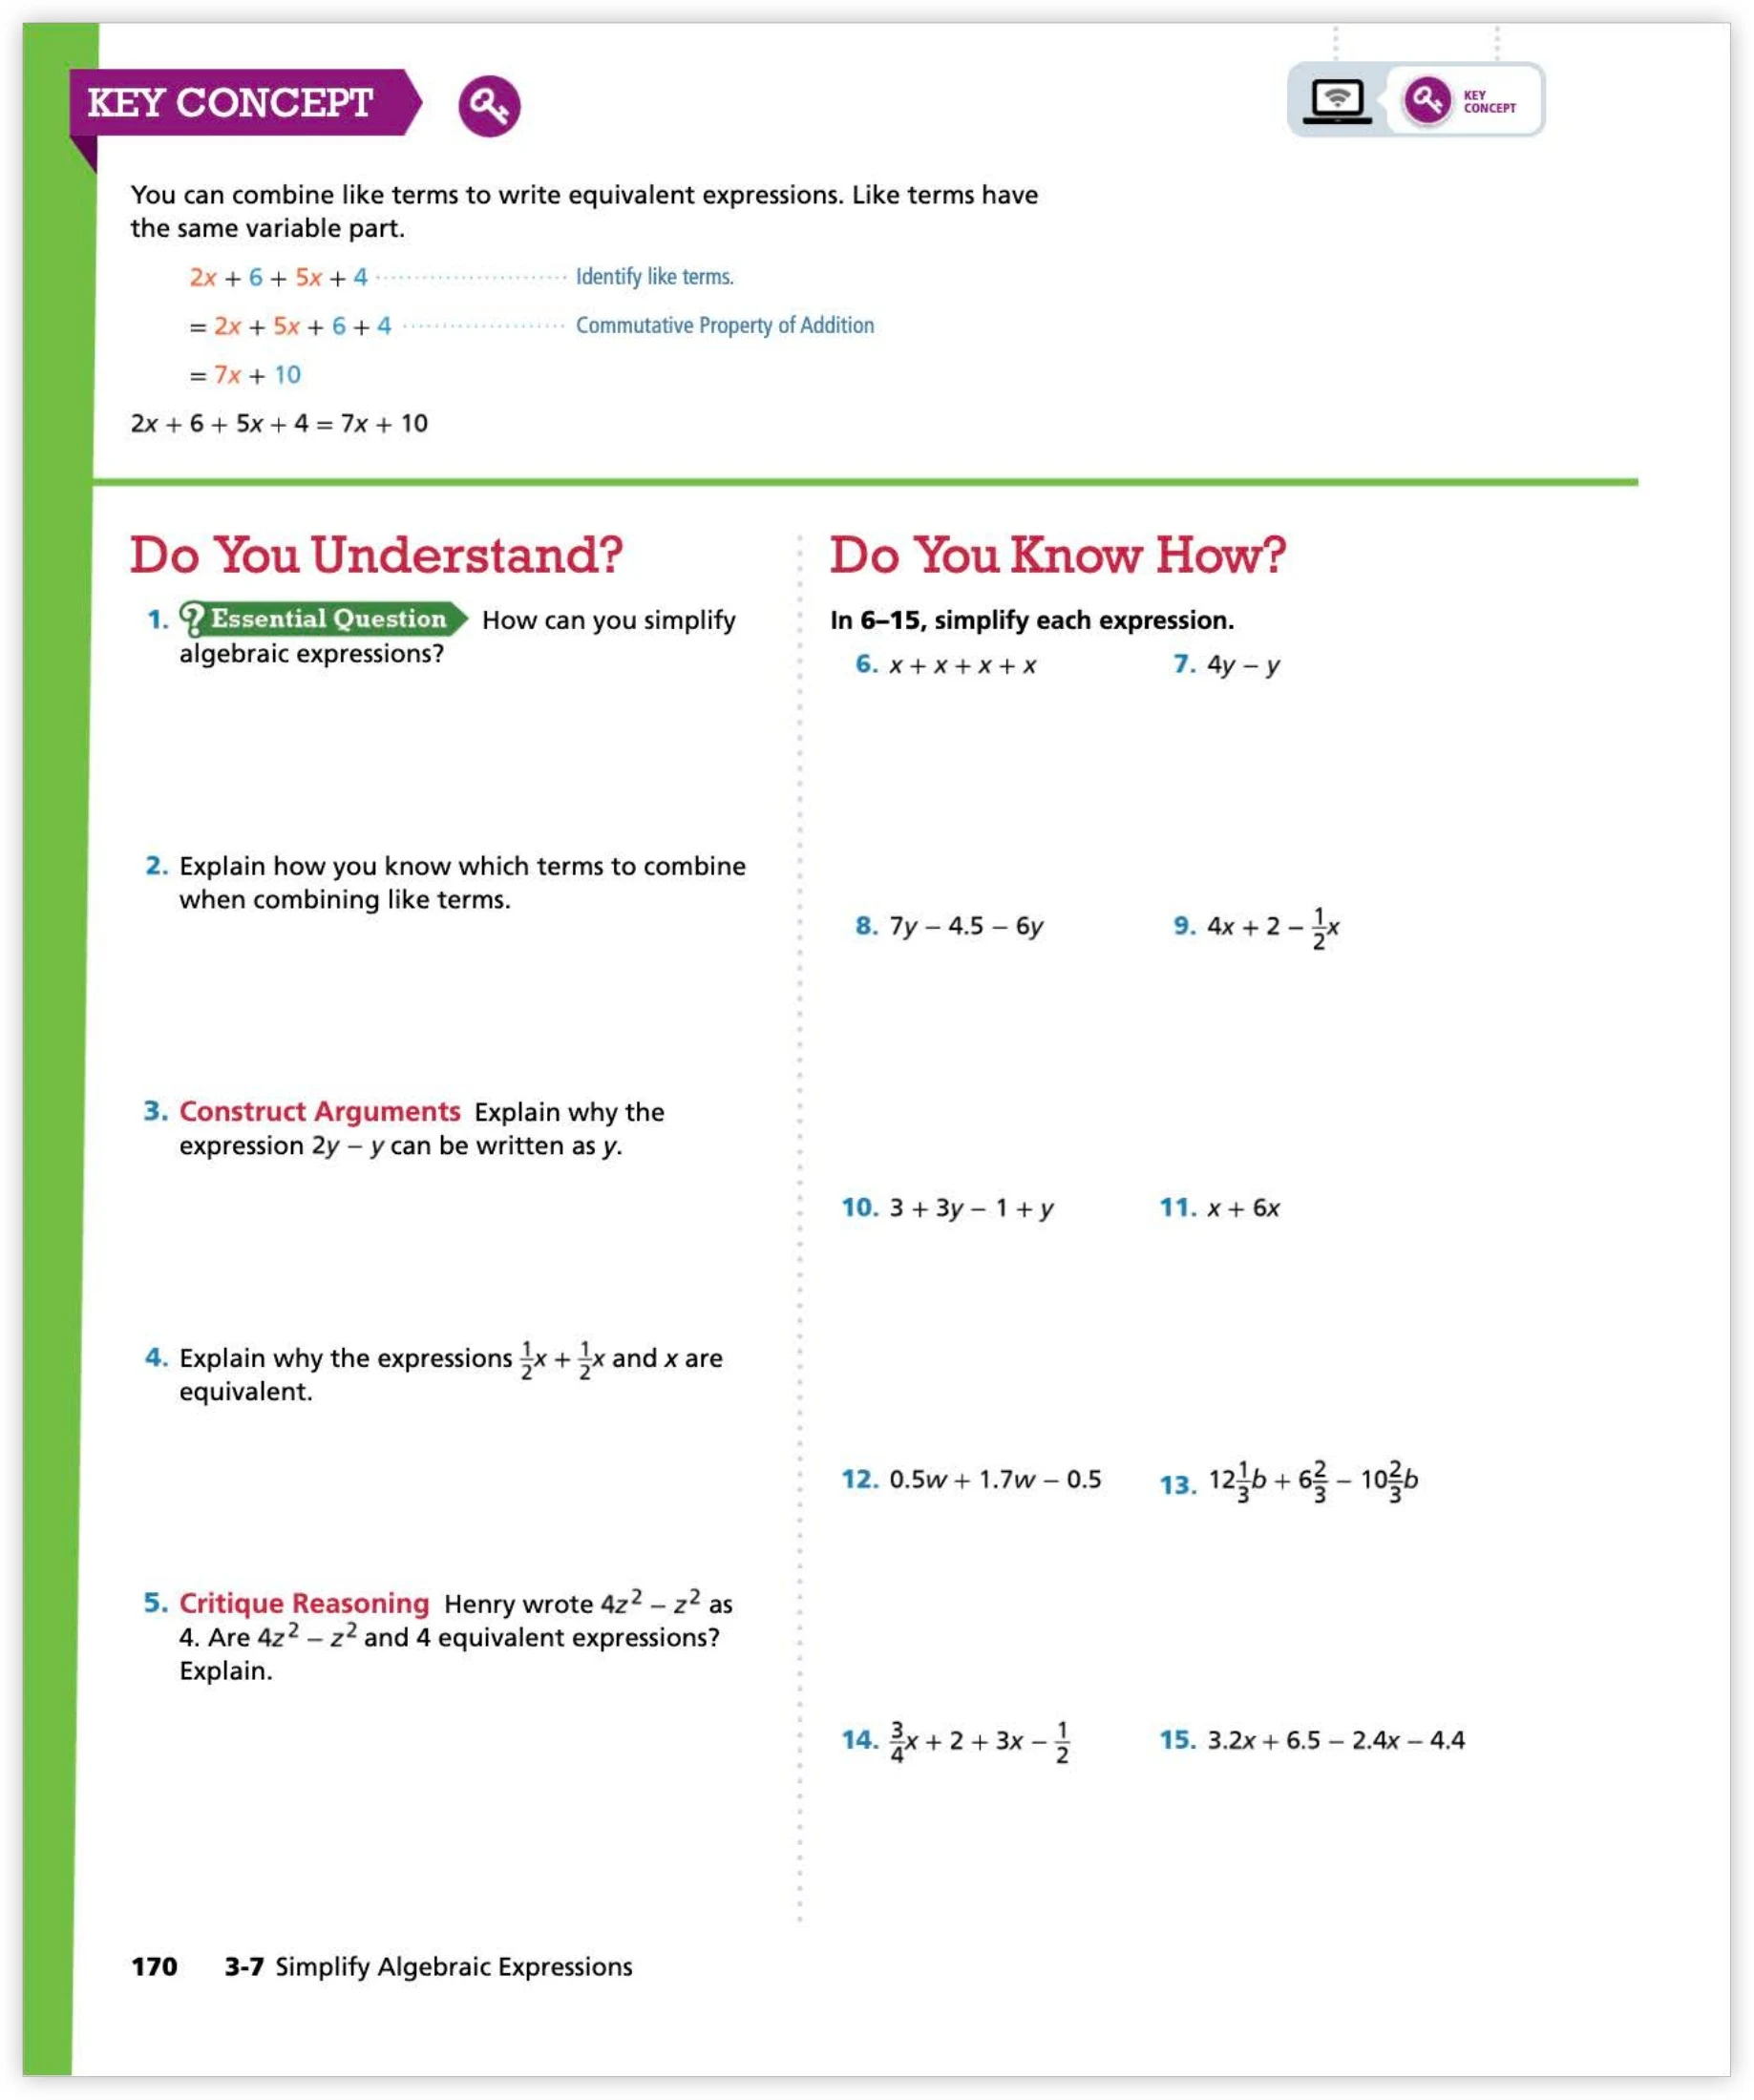 KEY CONCEPT
KEY
CONCEPT
You can combine like terms to write equivalent expressions. Like terms have
the same variable part.
2x + 6 + 5x + 4 Identify like terms.
= 2x + 5x + 6 + 4 Commutative Property of Addition
= 7x + 10
2x + 6 + 5x + 4 = 7x + 10
Do You Understand?
1. ? Essential Question How can you simplify
algebraic expressions?
2. Explain how you know which terms to combine
when combining like terms.
3. Construct Arguments Explain why the
expression 2y − y can be written as y.
4. Explain why the expressions 1/2x + 1/2x and x are
equivalent.
5. Critique Reasoning Henry wrote 4z² − z² as
4. Are 4z² − z² and 4 equivalent expressions?
Explain.
Do You Know How?
In 6–15, simplify each expression.
6. x + x + x + x 7. 4y − y
8. 7y − 4.5 − 6y 9. 4x + 2 − 1/2x
10. 3 + 3y − 1 + y 11. x + 6x
12. 0.5w + 1.7w − 0.5 13. 12 1/3b + 6 2/3 − 10 2/3b
14. 3/4x + 2 + 3x − 1/2 15. 3.2x + 6.5 − 2.4x − 4.4
170 3-7 Simplify Algebraic Expressions